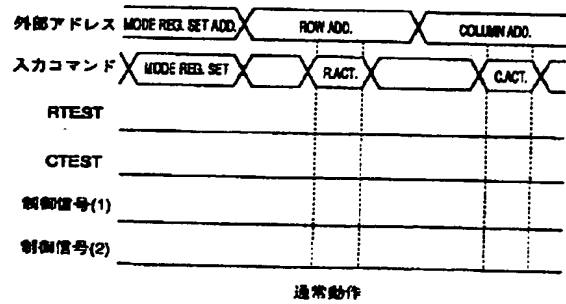 外部アドレス MODE REG. SET ADD. ROW ADD. COLUMN ADD.
入力コマンド MODE REG. SET R.ACT. C.ACT.
RTEST
CTEST
制御信号(1)
制御信号(2)
通常動作